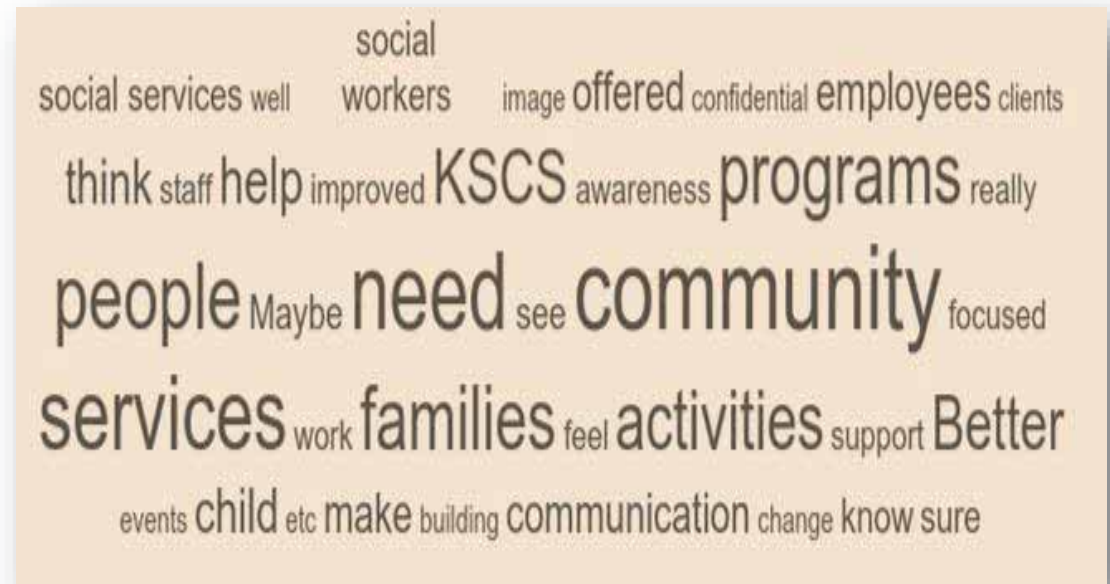 social
social services well workers image offered confidential employees clients
think staff help improved KSCS awareness programs really
people Maybe need see community focused
services work families feel activities support Better
events child etc make building communication change know sure